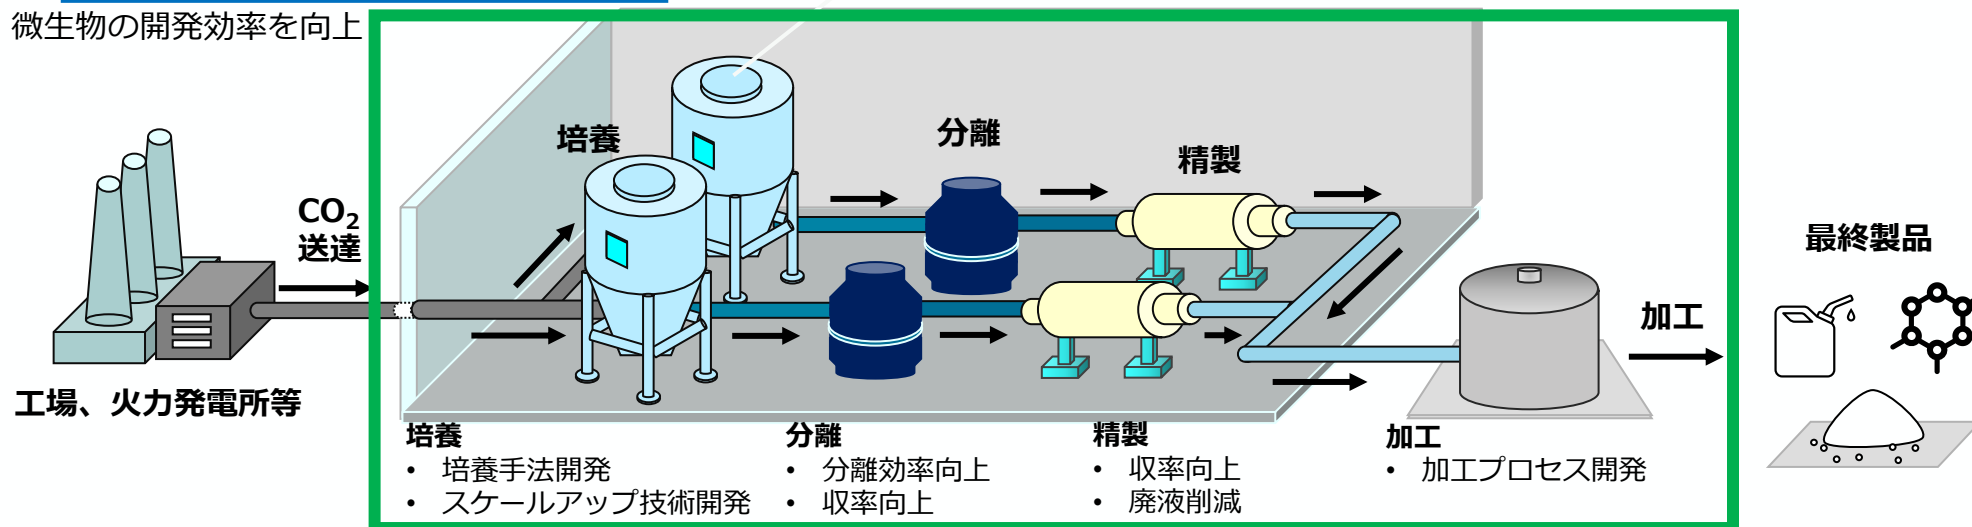 微生物の開発効率を向上
培養
分離
精製
CO₂
送達
最終製品
加工
工場、火力発電所等
培養
• 培養手法開発
• スケールアップ技術開発
分離
• 分離効率向上
• 収率向上
精製
• 収率向上
• 廃液削減
加工
• 加工プロセス開発